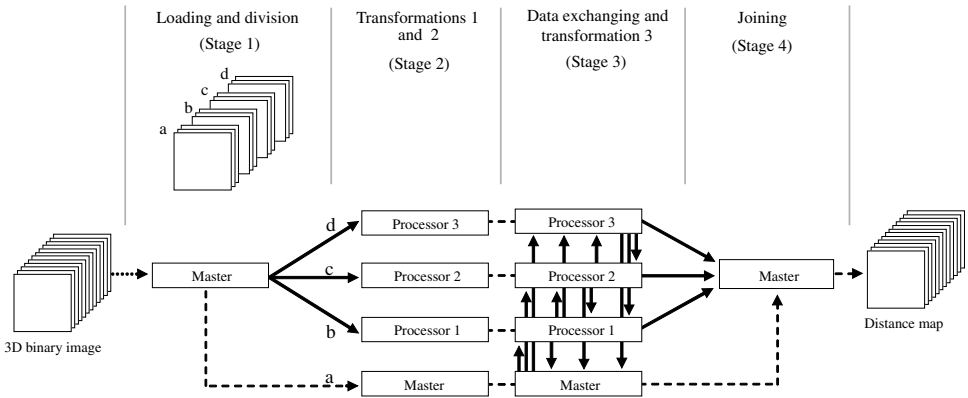 Loading and division
(Stage 1)
Transformations 1
and 2
(Stage 2)
Data exchanging and
transformation 3
(Stage 3)
Joining
(Stage 4)
d
c
b
a
3D binary image
Master
d
c
b
a
Processor 3
Processor 2
Processor 1
Master
Processor 3
Processor 2
Processor 1
Master
Master
Distance map